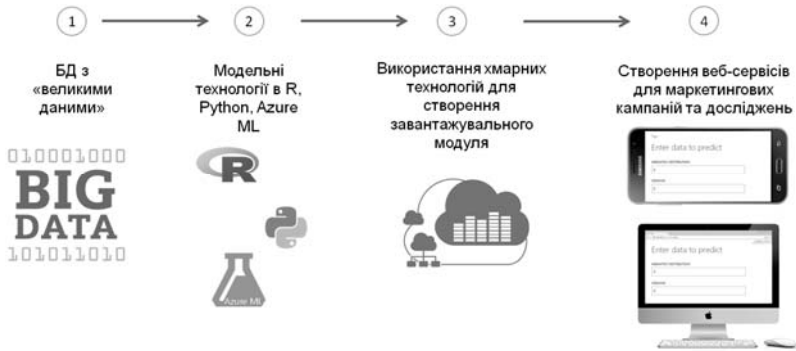 1
2
3
4
БД з
«великими
даними»
Модельні
технології в R,
Python, Azure
ML
Використання хмарних
технологій для
створення
завантажувального
модуля
Створення веб-сервісів
для маркетингових
кампаній та досліджень
01001000
BIG
DATA
101011010
R
Azure ML
SAMSUNG
Enter data to predict
Enter data to predict